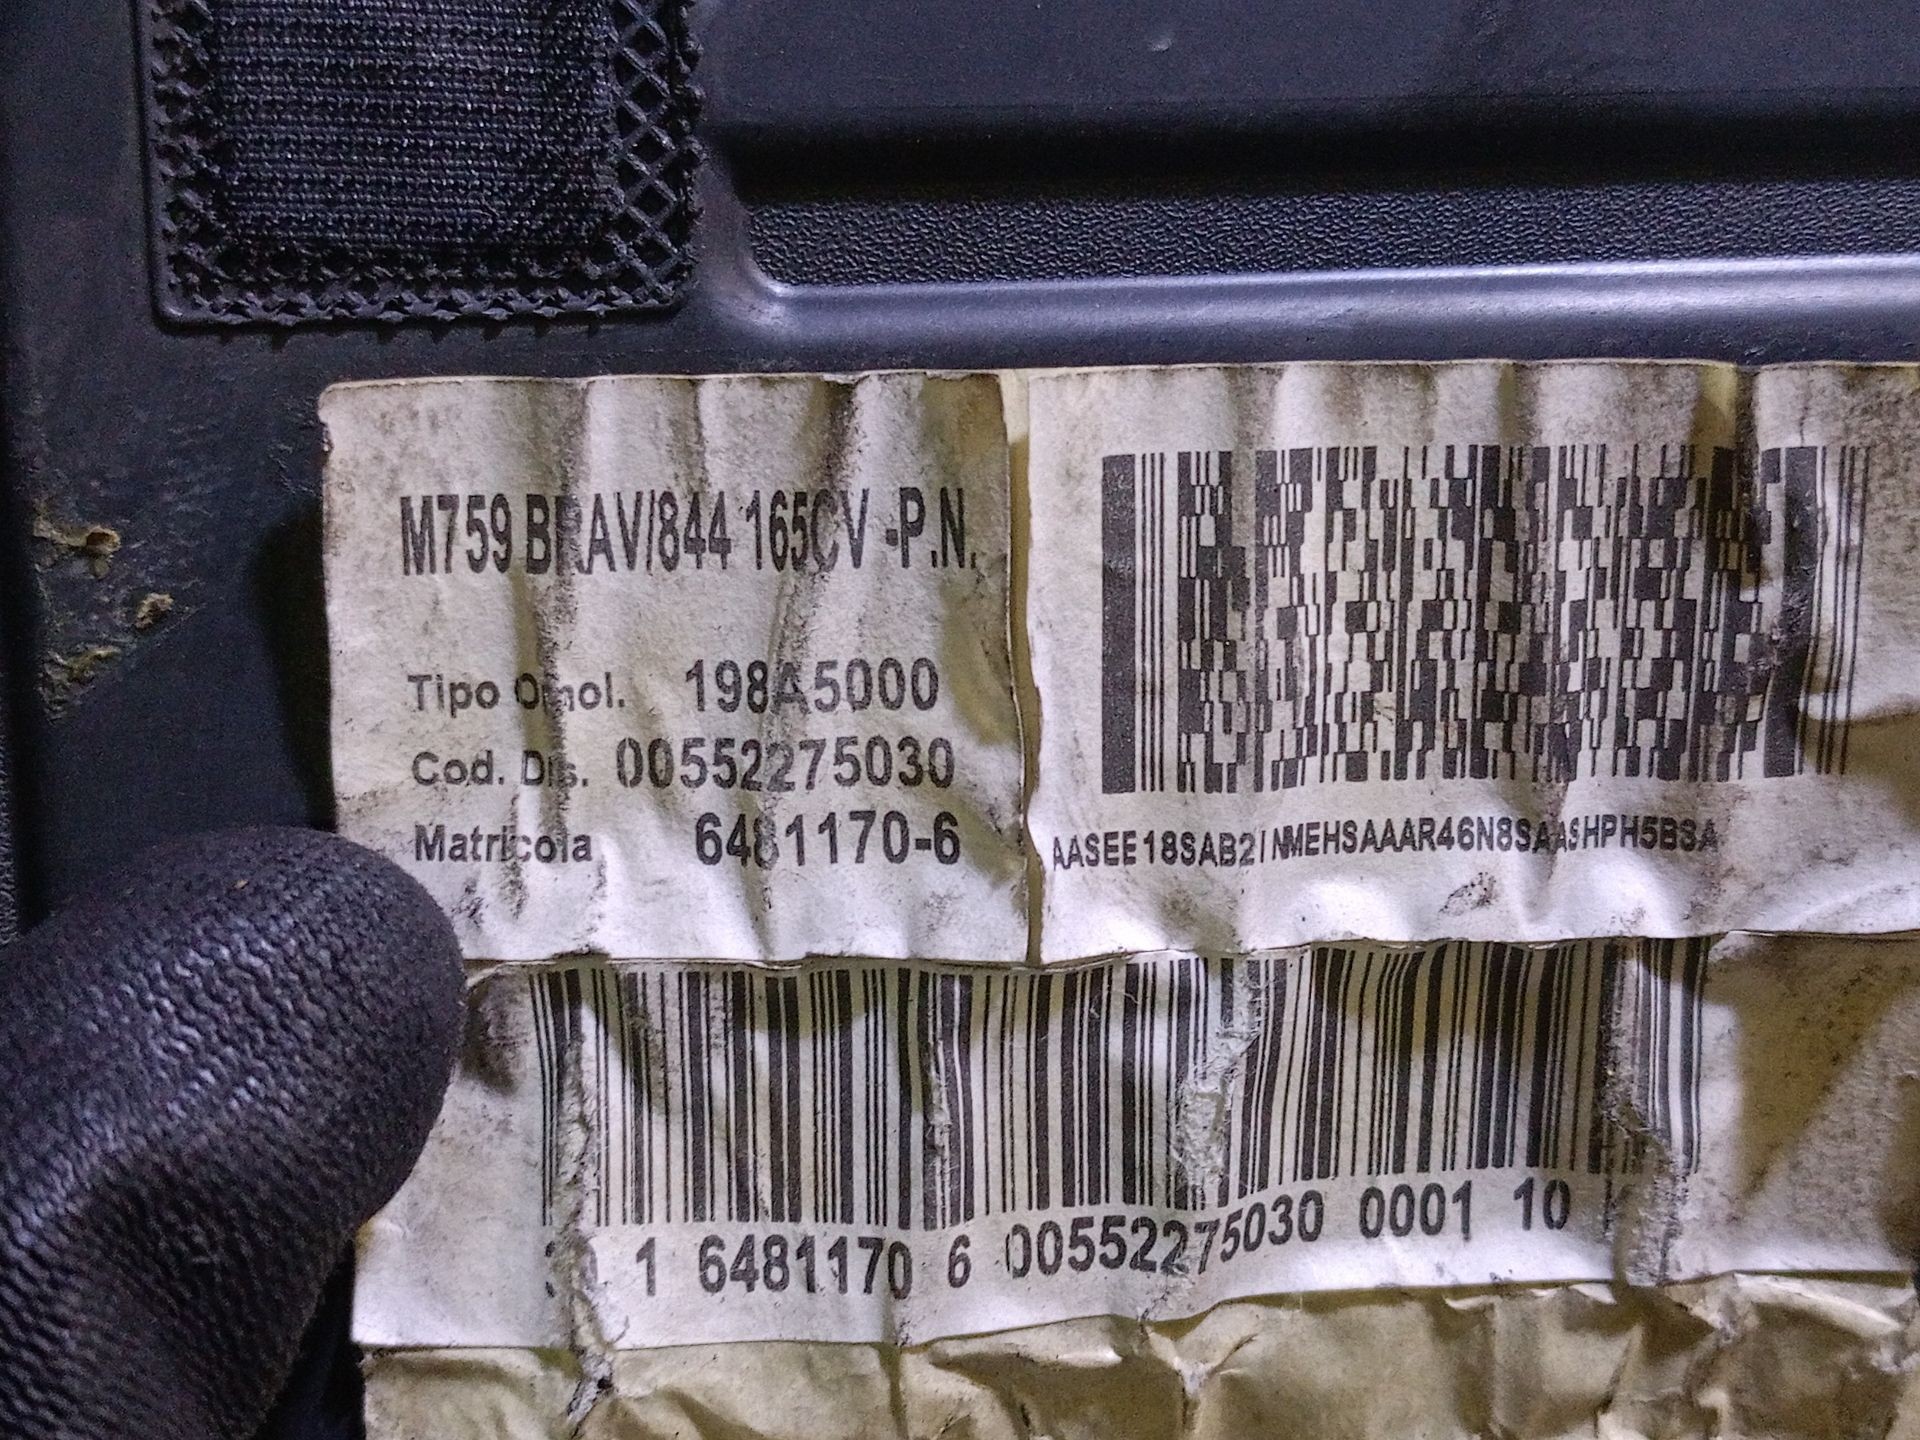 M759 BRAV/844 165CV -P.N.
Tipo Omol. 198A5000
Cod. Dis. 00552275030
Matricola 6481170-6
AASEE18SAB2INMEHSAAAR46N8SAASHPH5BSA
1 6481170 6 00552275030 0001 10